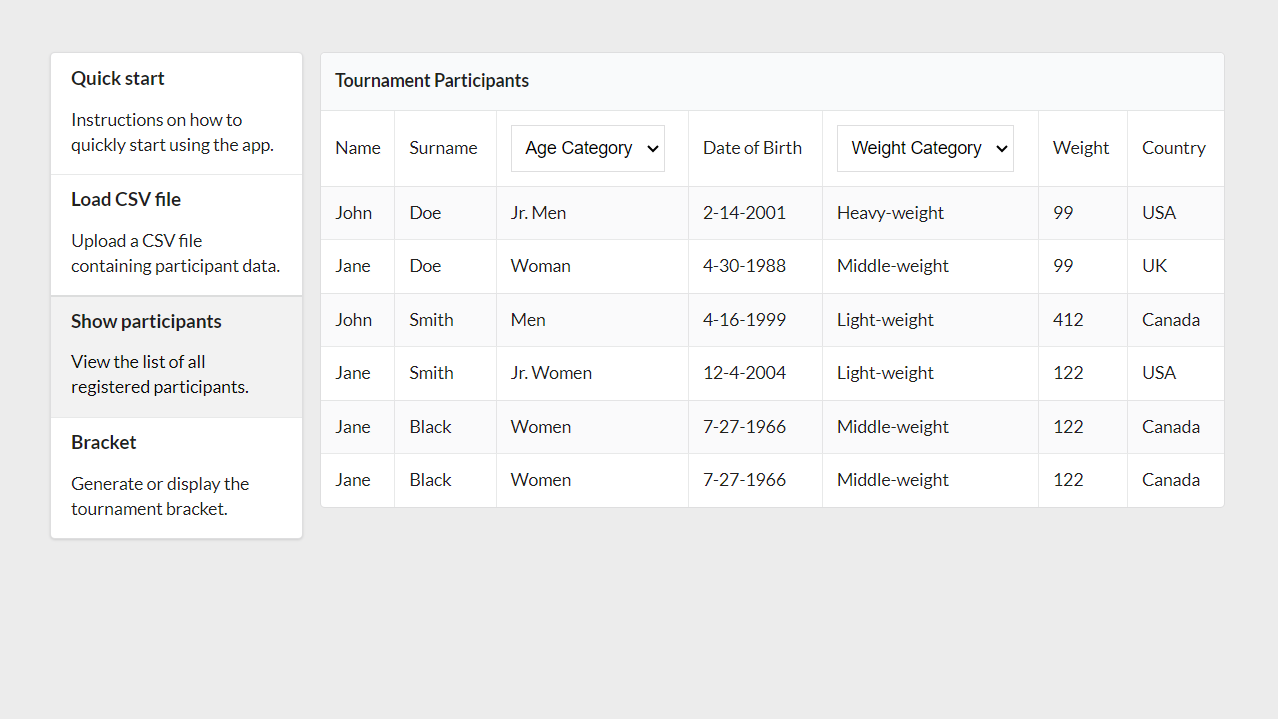 Quick start
Instructions on how to
quickly start using the app.
Load CSV file
Upload a CSV file
containing participant data.
Show participants
View the list of all
registered participants.
Bracket
Generate or display the
tournament bracket.
Tournament Participants
Name Surname Age Category Date of Birth Weight Category Weight Country
John Doe Jr. Men 2-14-2001 Heavy-weight 99 USA
Jane Doe Woman 4-30-1988 Middle-weight 99 UK
John Smith Men 4-16-1999 Light-weight 412 Canada
Jane Smith Jr. Women 12-4-2004 Light-weight 122 USA
Jane Black Women 7-27-1966 Middle-weight 122 Canada
Jane Black Women 7-27-1966 Middle-weight 122 Canada